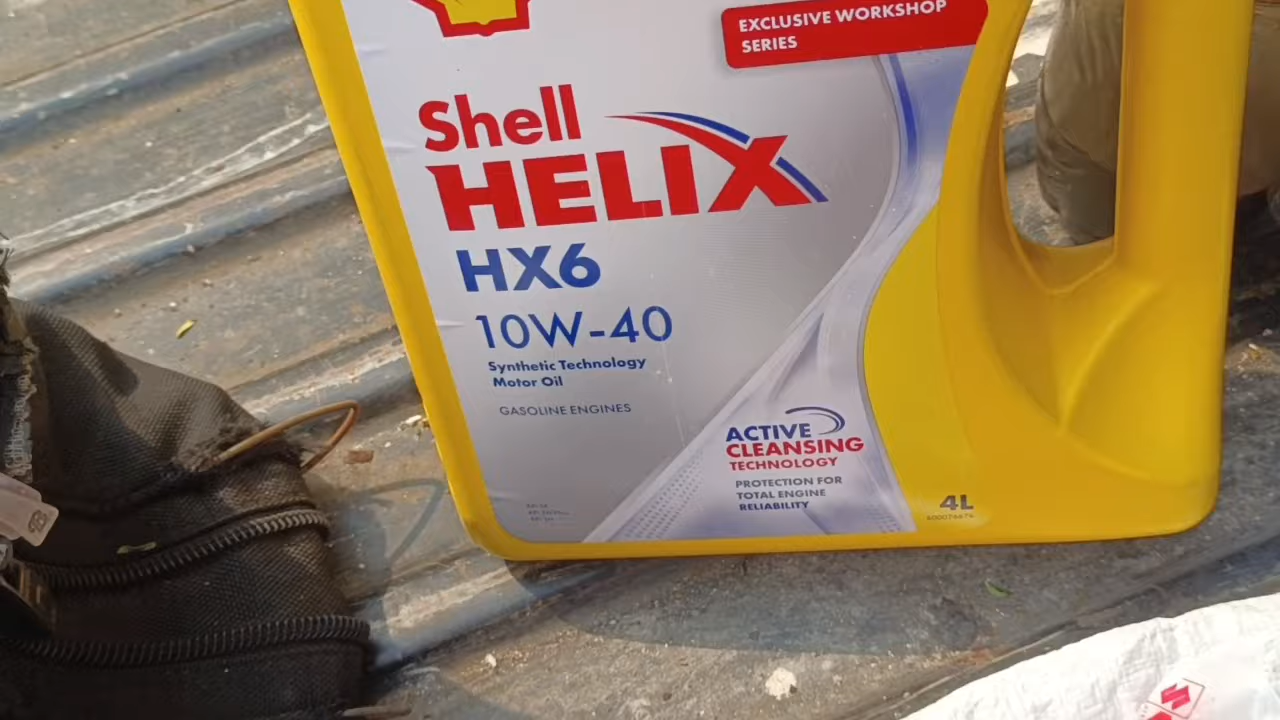 EXCLUSIVE WORKSHOP
SERIES
Shell
HELIX
HX6
10W-40
Synthetic Technology
Motor Oil
GASOLINE ENGINES
ACTIVE
CLEANSING
TECHNOLOGY
PROTECTION FOR
TOTAL ENGINE
RELIABILITY
4L